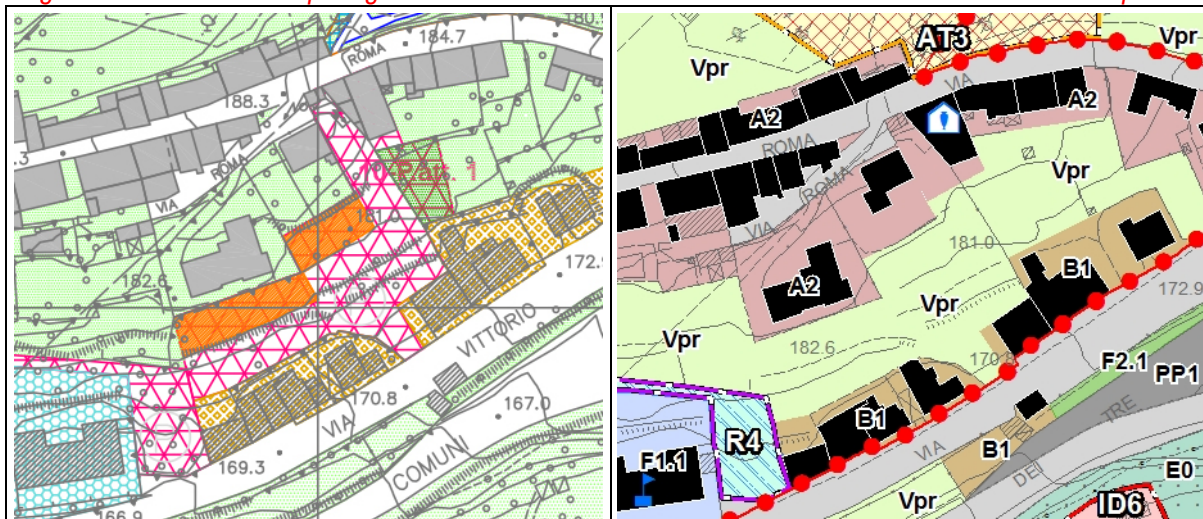 184.7
ROMA
188.3
ROMA
VIA
10-Part. 1
181.0
182.6
172.9
VITTORIO
170.8
167.0
VIA
COMUNI
169.3
166.9
AT3
Vpr
Vpr
VIA
A2
A2
ROMA
Vpr
ROMA
VIA
181.0
B1
A2
Vpr
172.9
Vpr
182.6
170.8
F2.1
PP1
B1
R4
TRE
F1.1
VIA
B1
DEI
E0
Vpr
ID6